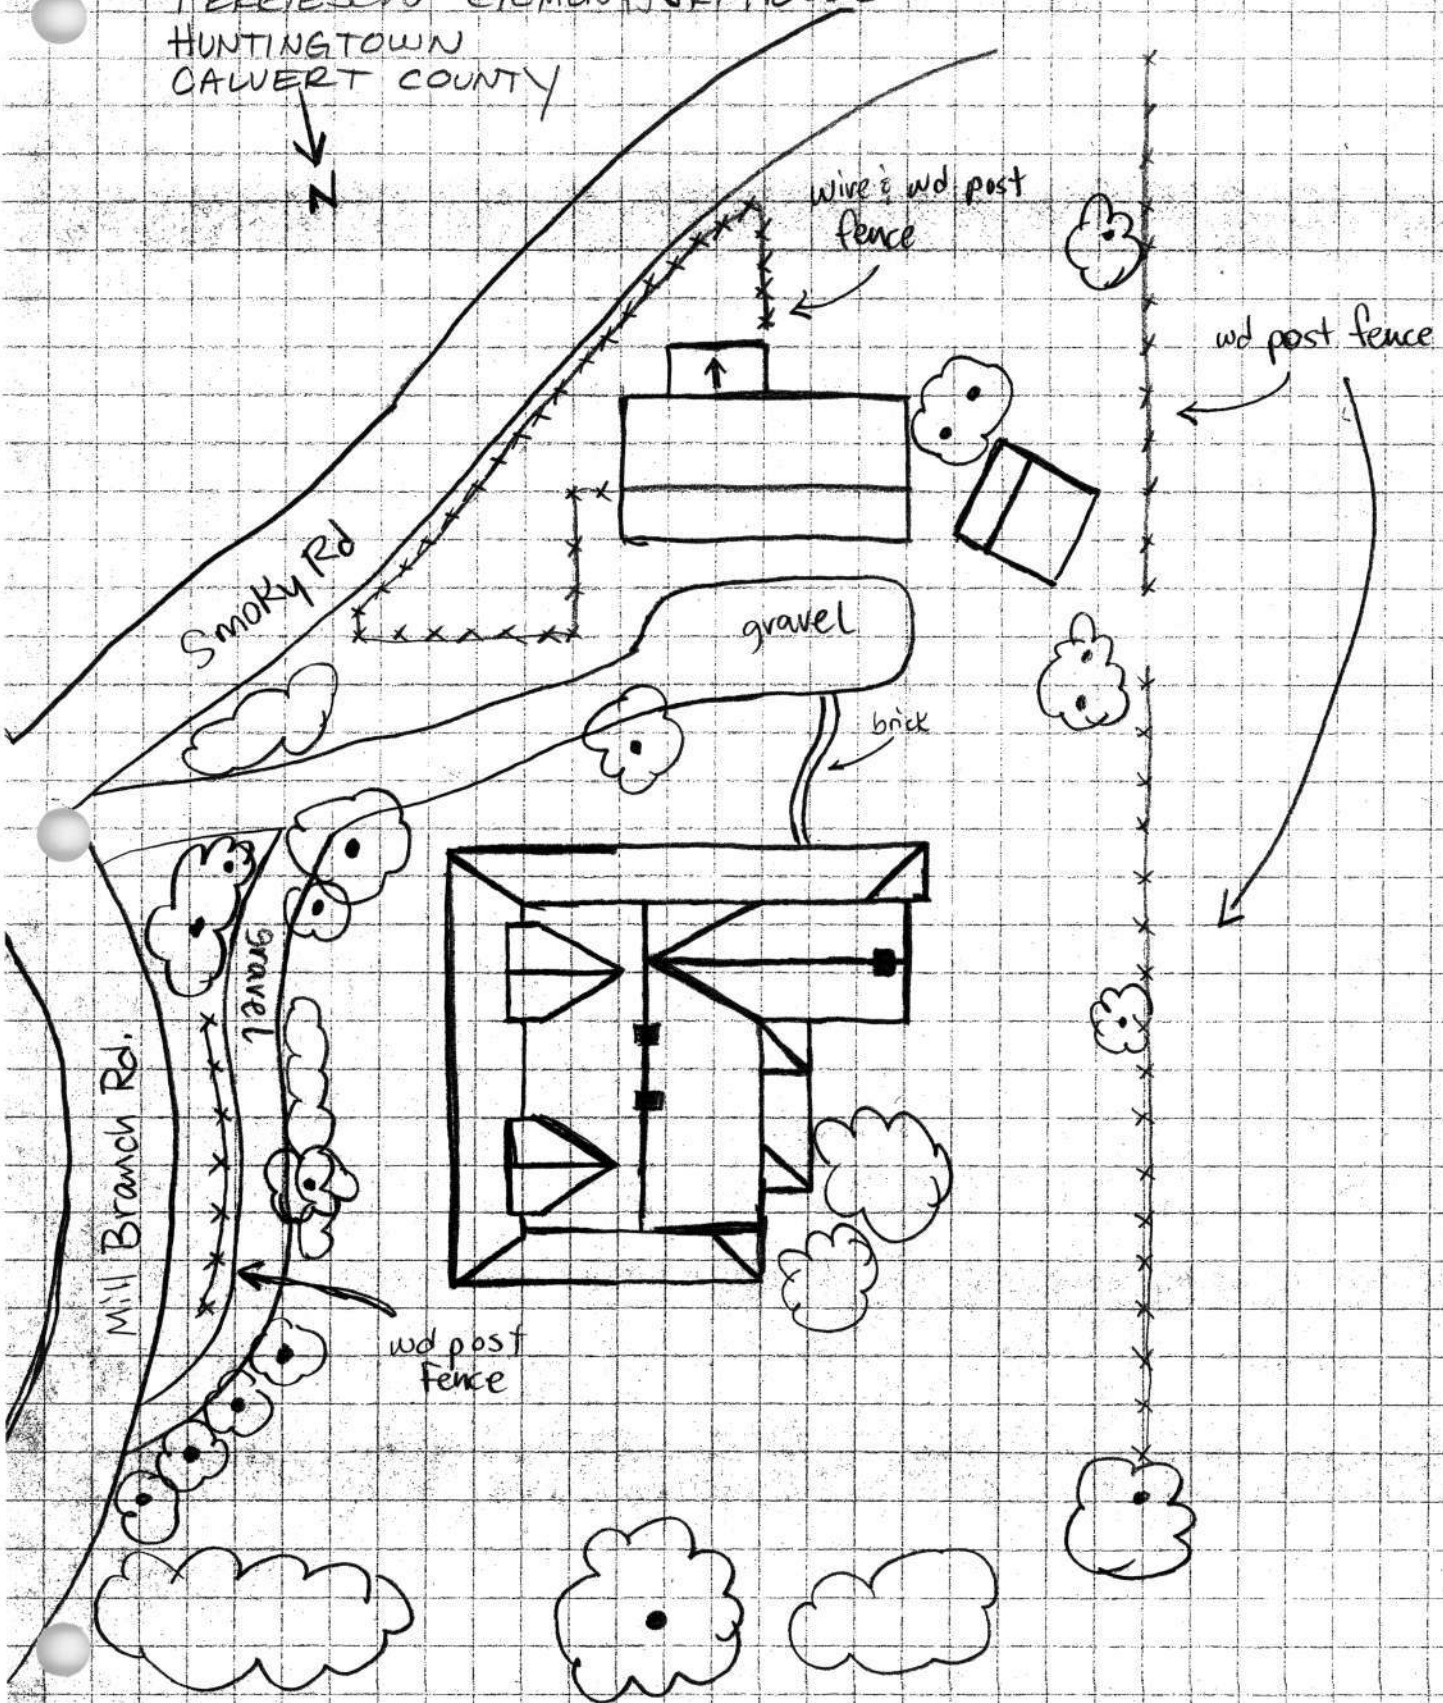 HUNTINGTOWN
CALVERT COUNTY
N
wire & wd post
fence
wd post fence
Smoky Rd
gravel
brick
gravel
Mill Branch Rd.
wd post
Fence